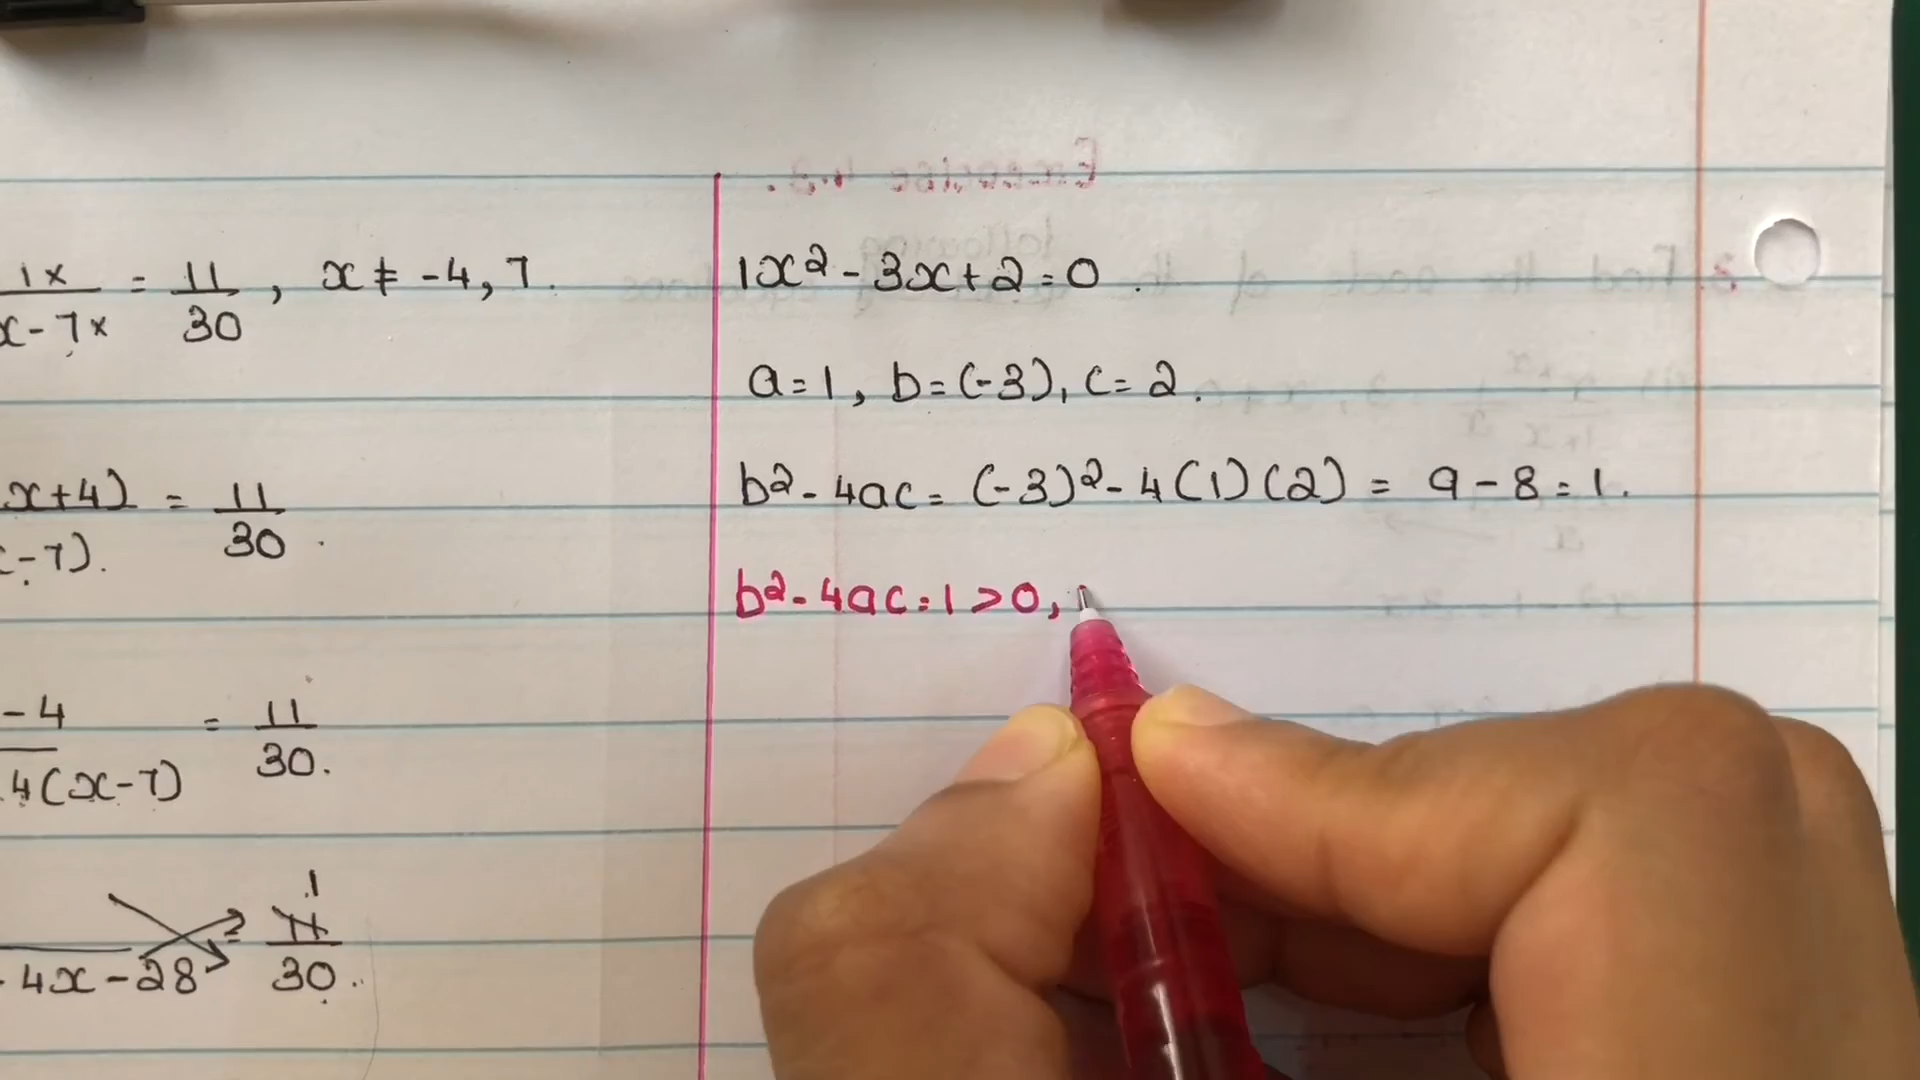 1x
x-7x = 11/30, x ≠ -4, 7.
x+4) = 11/30.
-7).
-4 = 11/30.
4(x-7)
1
4x-28 = 11/30.
1x² - 3x + 2 = 0.
a = 1, b = (-3), c = 2.
b² - 4ac = (-3)² - 4(1)(2) = 9 - 8 = 1.
b² - 4ac = 1 > 0,